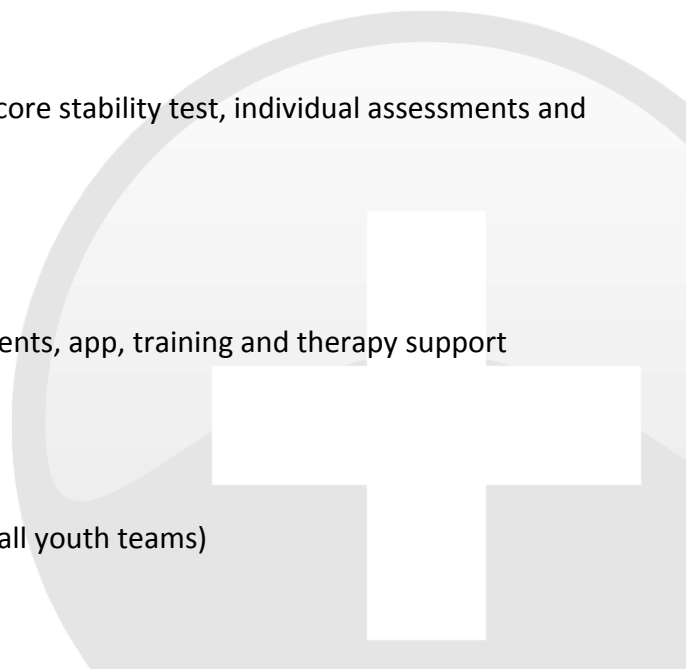 core stability test, individual assessments and
ents, app, training and therapy support
all youth teams)